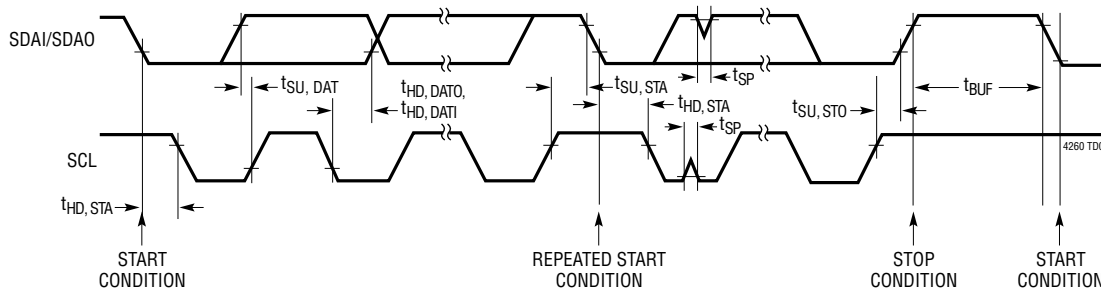 SDAI/SDAO
tSU, DAT
tHD, DATO,
tHD, DATI
tSU, STA
tHD, STA
tSP
tSP
tSU, STO
tBUF
SCL
4260 TD0
tHD, STA
START
CONDITION
REPEATED START
CONDITION
STOP
CONDITION
START
CONDITION